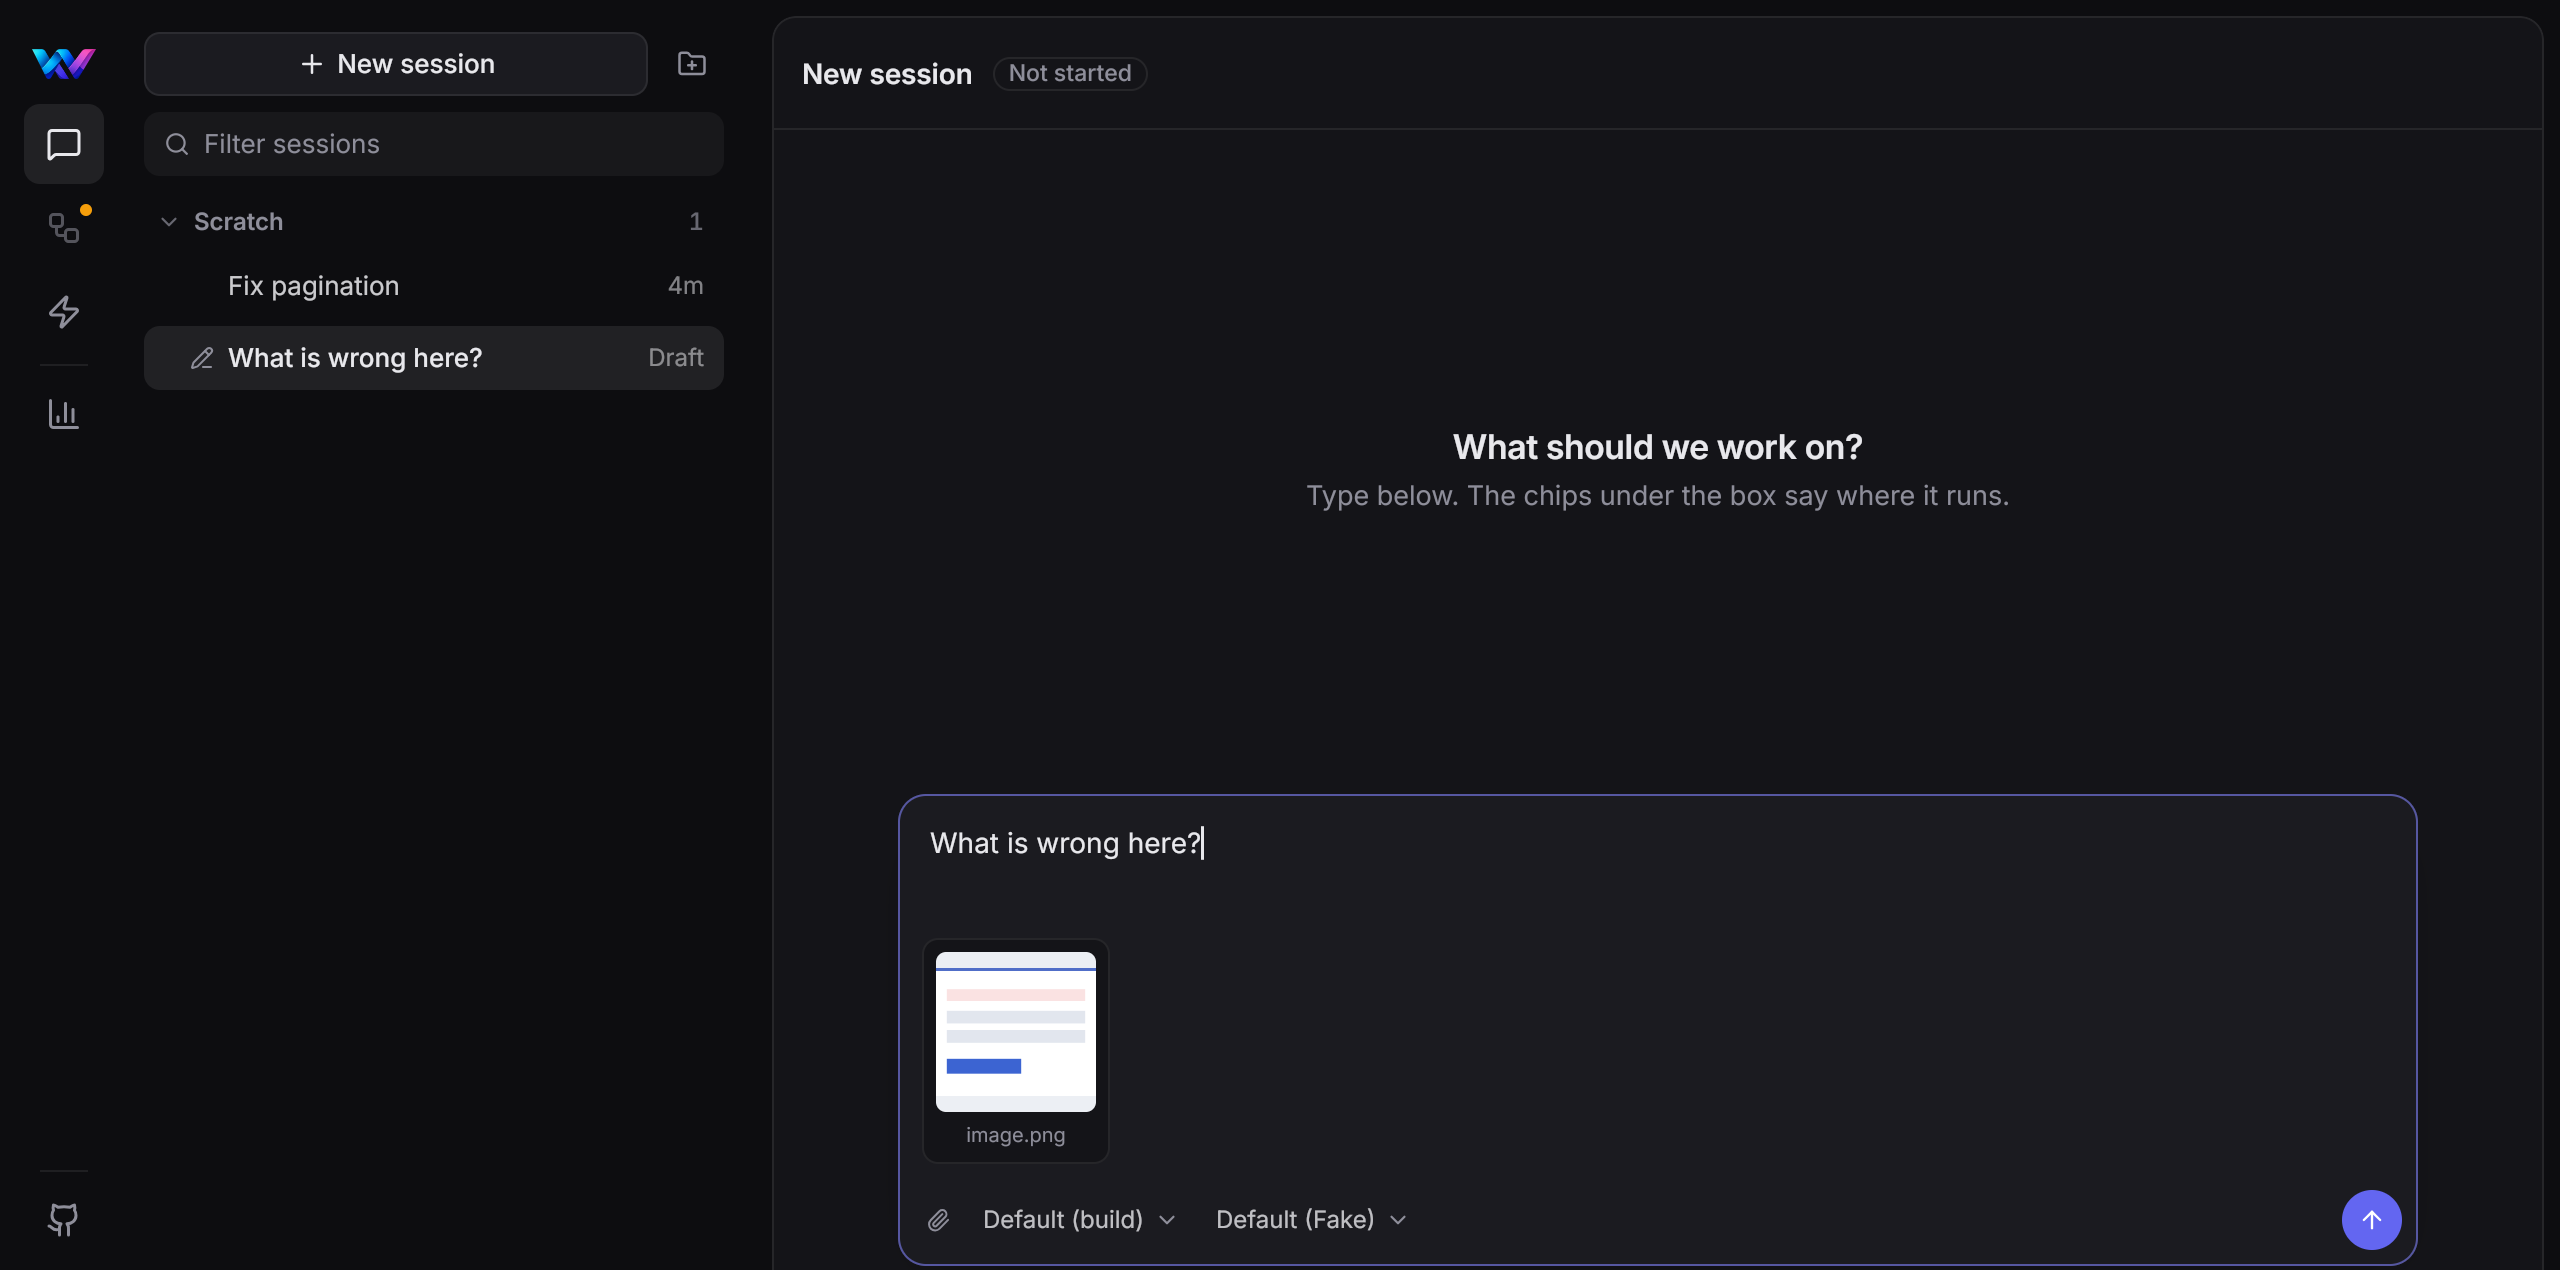 New session
Filter sessions
Scratch 1
Fix pagination 4m
What is wrong here? Draft
New session Not started
What should we work on?
Type below. The chips under the box say where it runs.
What is wrong here?
image.png
Default (build) Default (Fake)